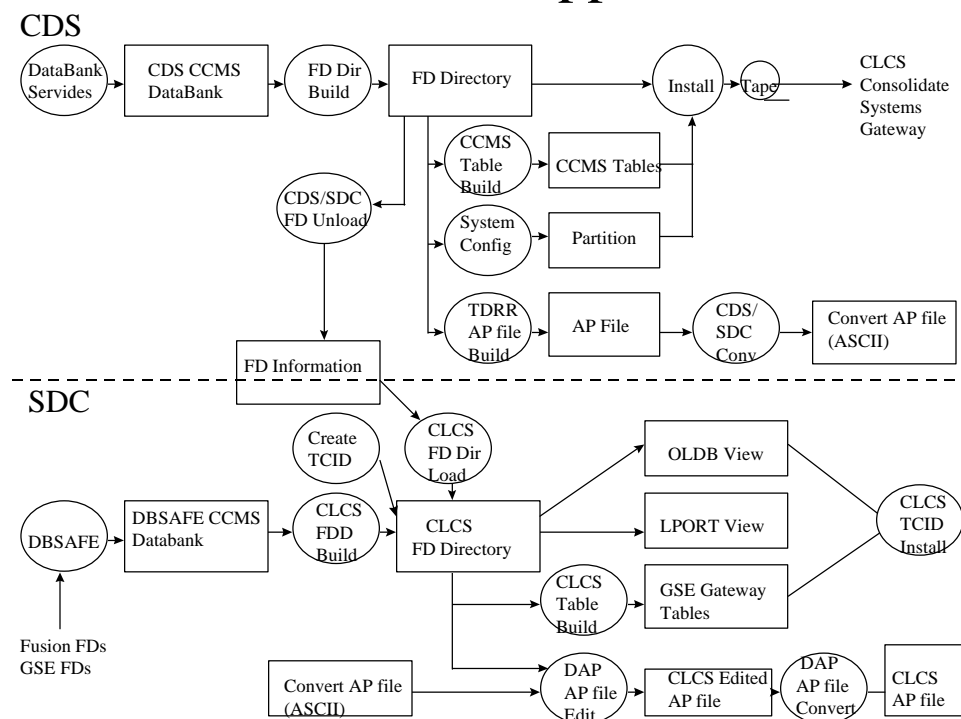 CDS
DataBank
Servides
CDS CCMS
DataBank
FD Dir
Build
FD Directory
Install
Tape
CLCS
Consolidate
Systems
Gateway
CCMS
Table
Build
CCMS Tables
CDS/SDC
FD Unload
System
Config
Partition
TDRR
AP file
Build
AP File
CDS/
SDC
Conv
Convert AP file
(ASCII)
FD Information
SDC
Create
TCID
CLCS
FD Dir
Load
OLDB View
DBSAFE
DBSAFE CCMS
Databank
CLCS
FDD
Build
CLCS
FD Directory
LPORT View
CLCS
TCID
Install
CLCS
Table
Build
GSE Gateway
Tables
Fusion FDs
GSE FDs
Convert AP file
(ASCII)
DAP
AP file
Edit
CLCS Edited
AP file
DAP
AP file
Convert
CLCS
AP file